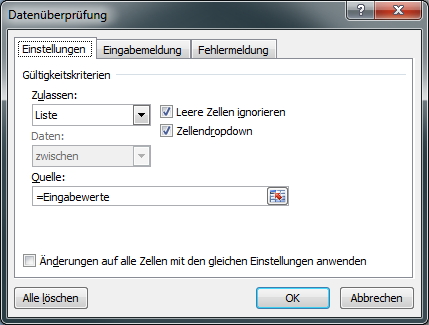 Datenüberprüfung
Einstellungen Eingabemeldung Fehlermeldung
Gültigkeitskriterien
Zulassen:
Liste
Leere Zellen ignorieren
Daten:
Zellendropdown
zwischen
Quelle:
=Eingabewerte
Änderungen auf alle Zellen mit den gleichen Einstellungen anwenden
Alle löschen OK Abbrechen